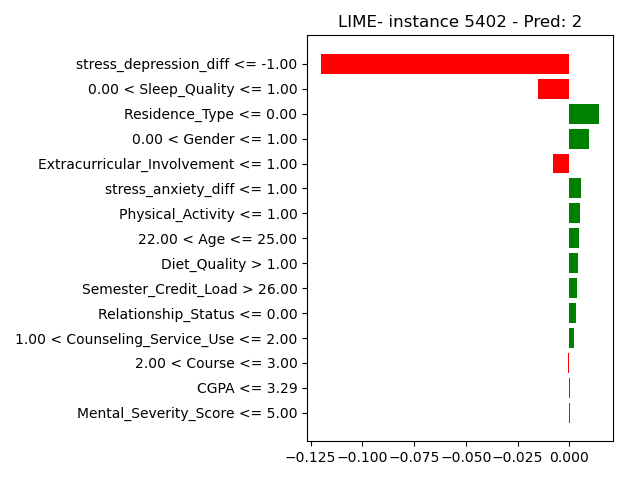 LIME- instance 5402 - Pred: 2
stress_depression_diff <= -1.00
0.00 < Sleep_Quality <= 1.00
Residence_Type <= 0.00
0.00 < Gender <= 1.00
Extracurricular_Involvement <= 1.00
stress_anxiety_diff <= 1.00
Physical_Activity <= 1.00
22.00 < Age <= 25.00
Diet_Quality > 1.00
Semester_Credit_Load > 26.00
Relationship_Status <= 0.00
1.00 < Counseling_Service_Use <= 2.00
2.00 < Course <= 3.00
CGPA <= 3.29
Mental_Severity_Score <= 5.00
−0.125 −0.100 −0.075 −0.050 −0.025 0.000